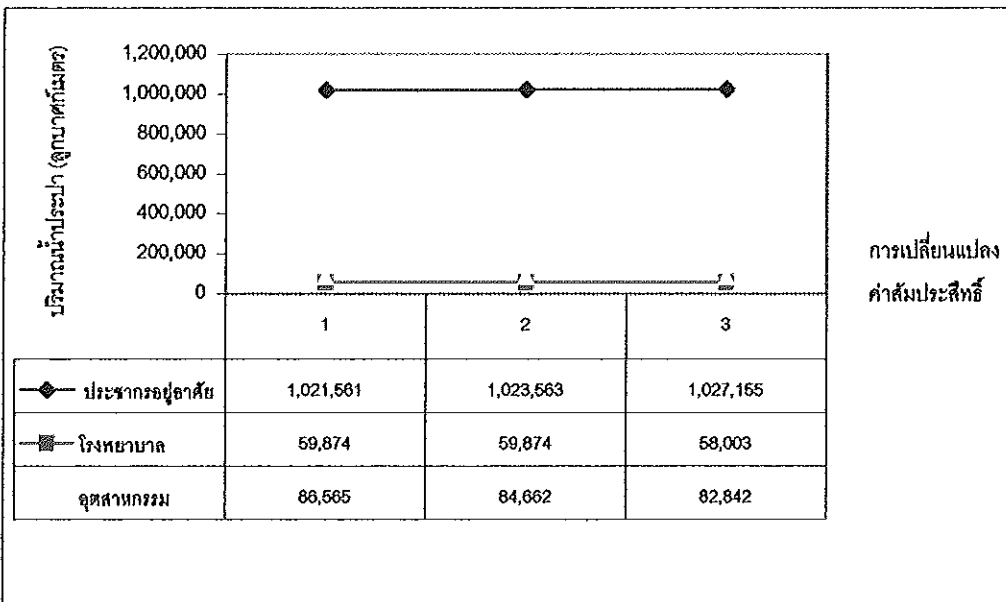 ปริมาณน้ำประปา (ลูกบาศก์เมตร)
1,200,000
1,000,000
800,000
600,000
400,000
200,000
0
การเปลี่ยนแปลง
ค่าสัมประสิทธิ์
1 2 3
ประชากรอยู่อาศัย 1,021,561 1,023,563 1,027,155
โรงพยาบาล 59,874 59,874 58,003
อุตสาหกรรม 86,565 84,662 82,842